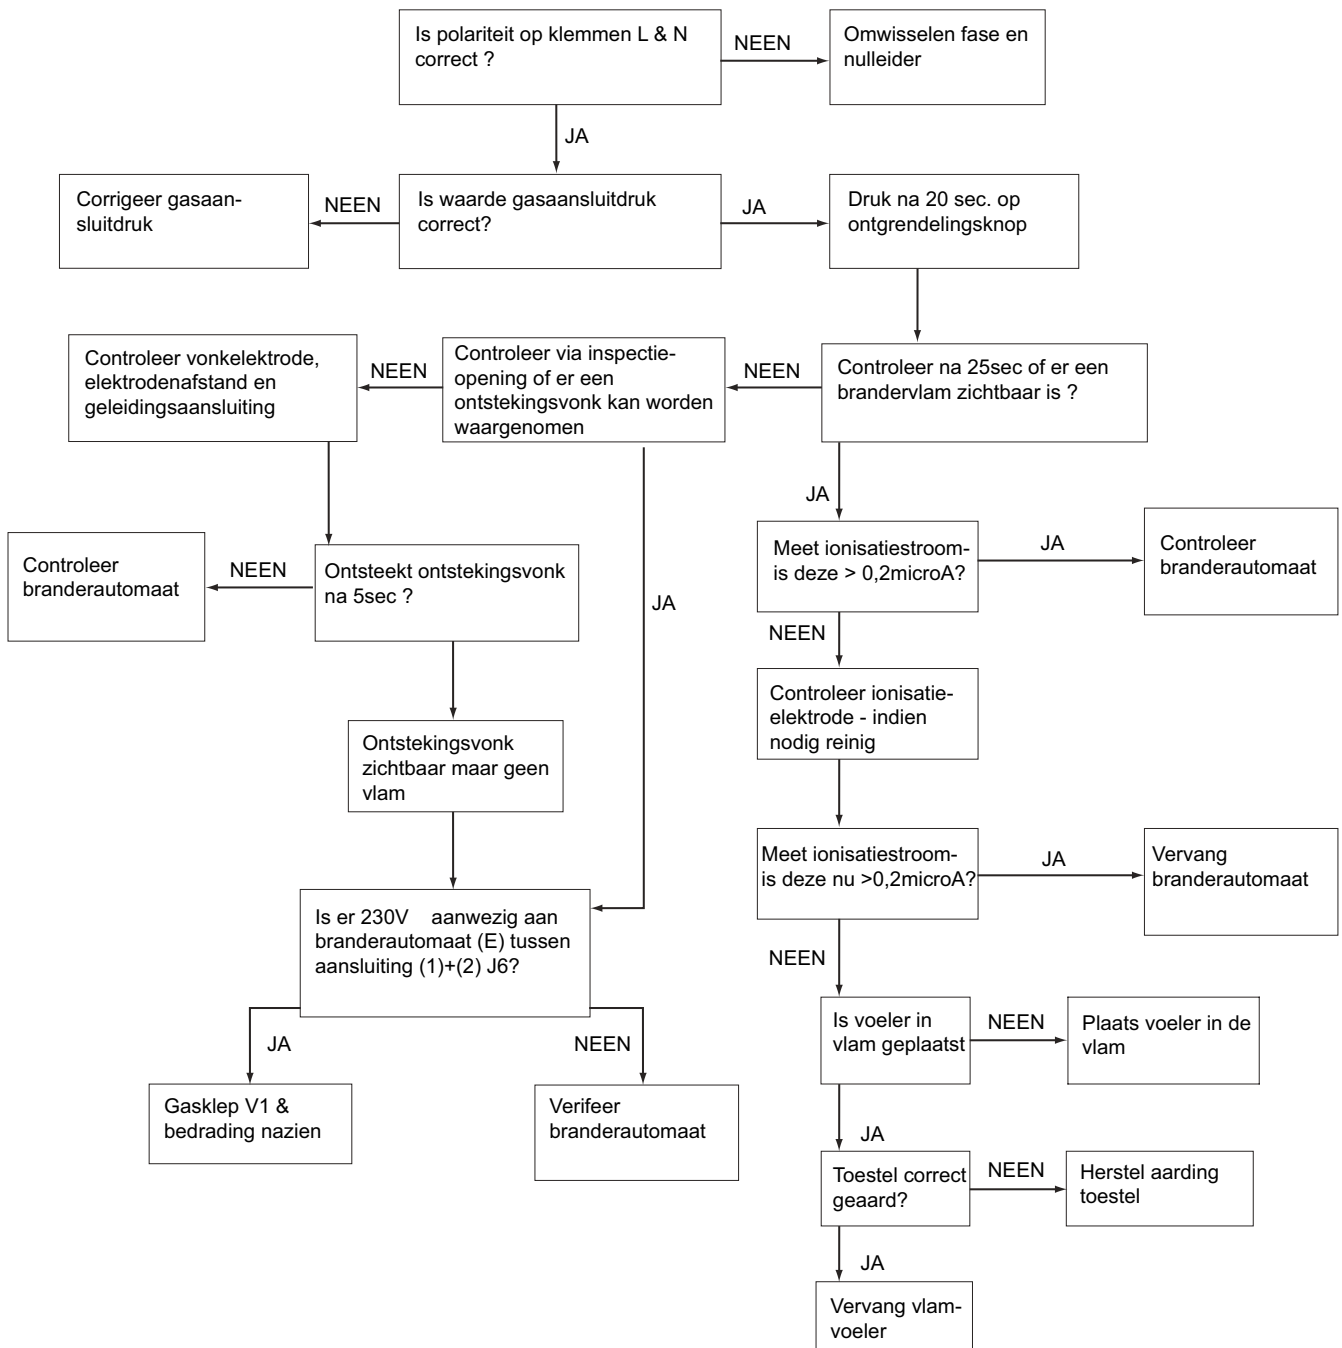 Is polariteit op klemmen L & N
correct ?
NEEN
Omwisselen fase en
nulleider
JA
Corrigeer gasaan-
sluitdruk
NEEN
Is waarde gasaansluitdruk
correct?
JA
Druk na 20 sec. op
ontgrendelingsknop
Controleer vonkelektrode,
elektrodenafstand en
geleidingsaansluiting
NEEN
Controleer via inspectie-
opening of er een
ontstekingsvonk kan worden
waargenomen
NEEN
Controleer na 25sec of er een
brandervlam zichtbaar is ?
JA
Controleer
branderautomaat
NEEN
Ontsteekt ontstekingsvonk
na 5sec ?
JA
Meet ionisatiestroom-
is deze > 0,2microA?
JA
Controleer
branderautomaat
NEEN
Controleer ionisatie-
elektrode - indien
nodig reinig
Ontstekingsvonk
zichtbaar maar geen
vlam
Meet ionisatiestroom-
is deze nu >0,2microA?
JA
Vervang
branderautomaat
Is er 230V aanwezig aan
branderautomaat (E) tussen
aansluiting (1)+(2) J6?
NEEN
Is voeler in
vlam geplaatst
NEEN
Plaats voeler in de
vlam
JA
NEEN
Gasklep V1 &
bedrading nazien
Verifeer
branderautomaat
JA
Toestel correct
geaard?
NEEN
Herstel aarding
toestel
JA
Vervang vlam-
voeler